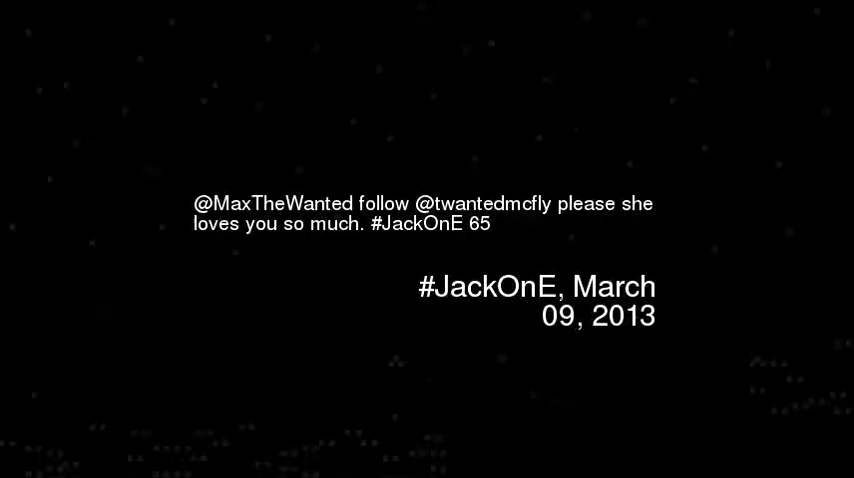 @MaxTheWanted follow @twantedmcfly please she
loves you so much. #JackOnE 65
#JackOnE, March
09, 2013